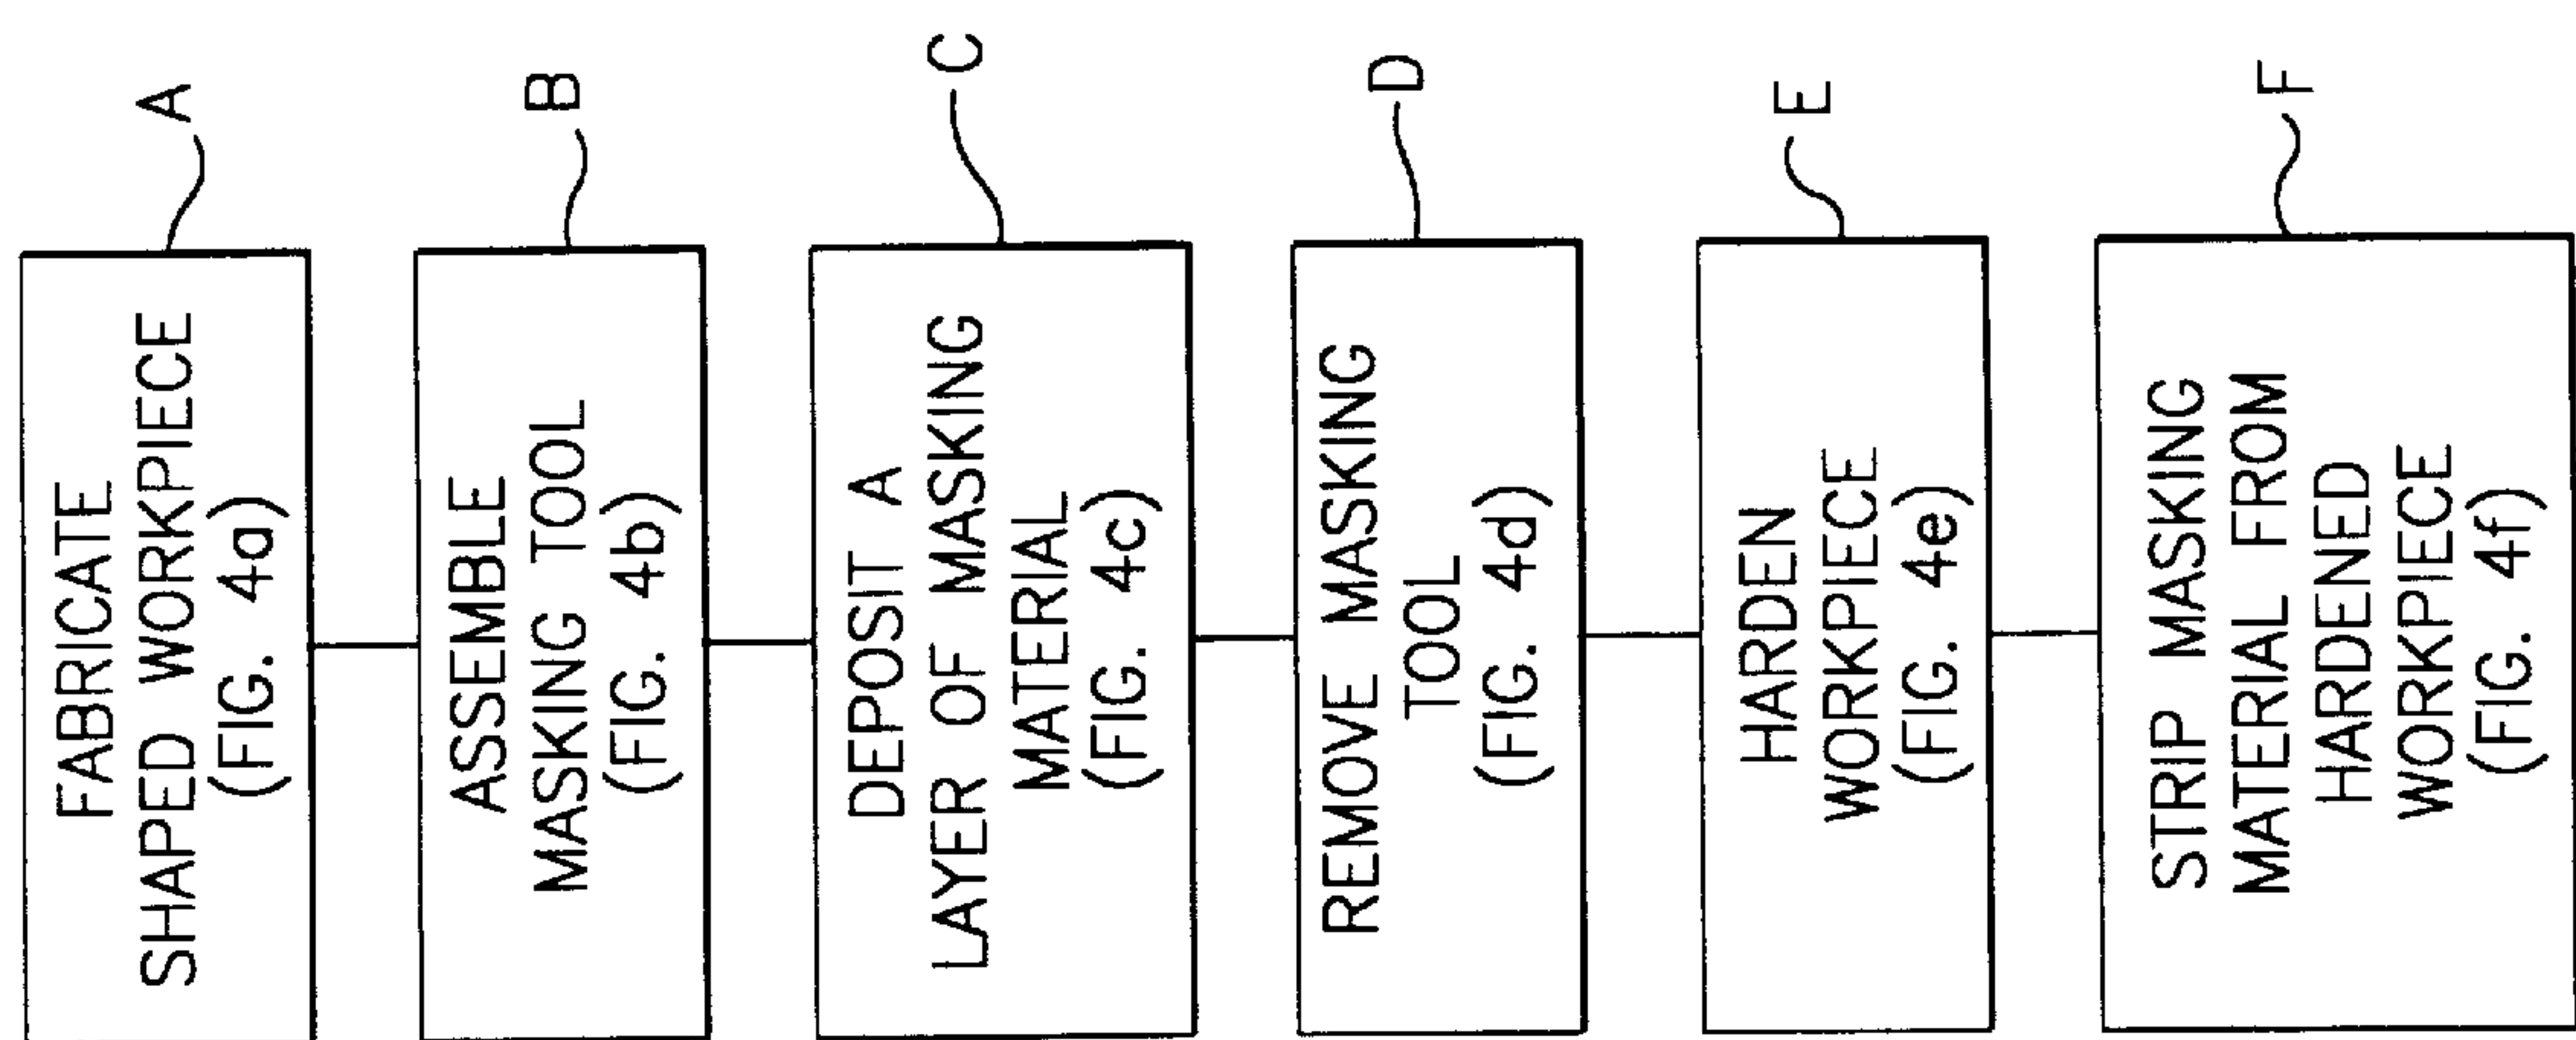 FABRICATE
SHAPED WORKPIECE
(FIG. 4a)
A
ASSEMBLE
MASKING TOOL
(FIG. 4b)
B
DEPOSIT A
LAYER OF MASKING
MATERIAL
(FIG. 4c)
C
REMOVE MASKING
TOOL
(FIG. 4d)
D
HARDEN
WORKPIECE
(FIG. 4e)
E
STRIP MASKING
MATERIAL FROM
HARDENED
WORKPIECE
(FIG. 4f)
F